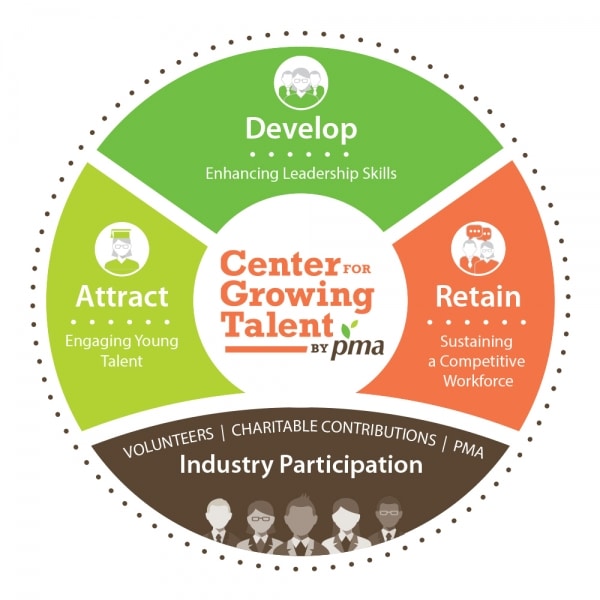 Develop
Enhancing Leadership Skills
Attract
Engaging Young
Talent
Center FOR
Growing
Talent
BY pma
Retain
Sustaining
a Competitive
Workforce
VOLUNTEERS | CHARITABLE CONTRIBUTIONS | PMA
Industry Participation